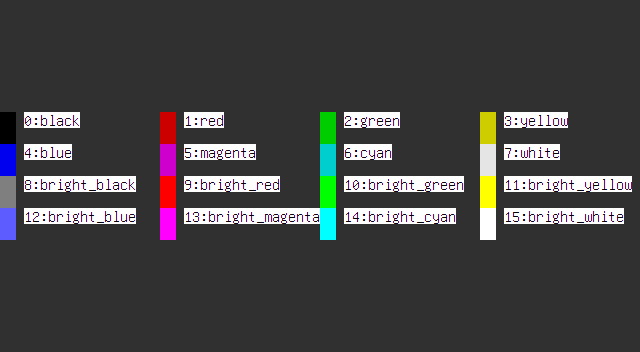 0:black 1:red 2:green 3:yellow
4:blue 5:magenta 6:cyan 7:white
8:bright_black 9:bright_red 10:bright_green 11:bright_yellow
12:bright_blue 13:bright_magenta 14:bright_cyan 15:bright_white